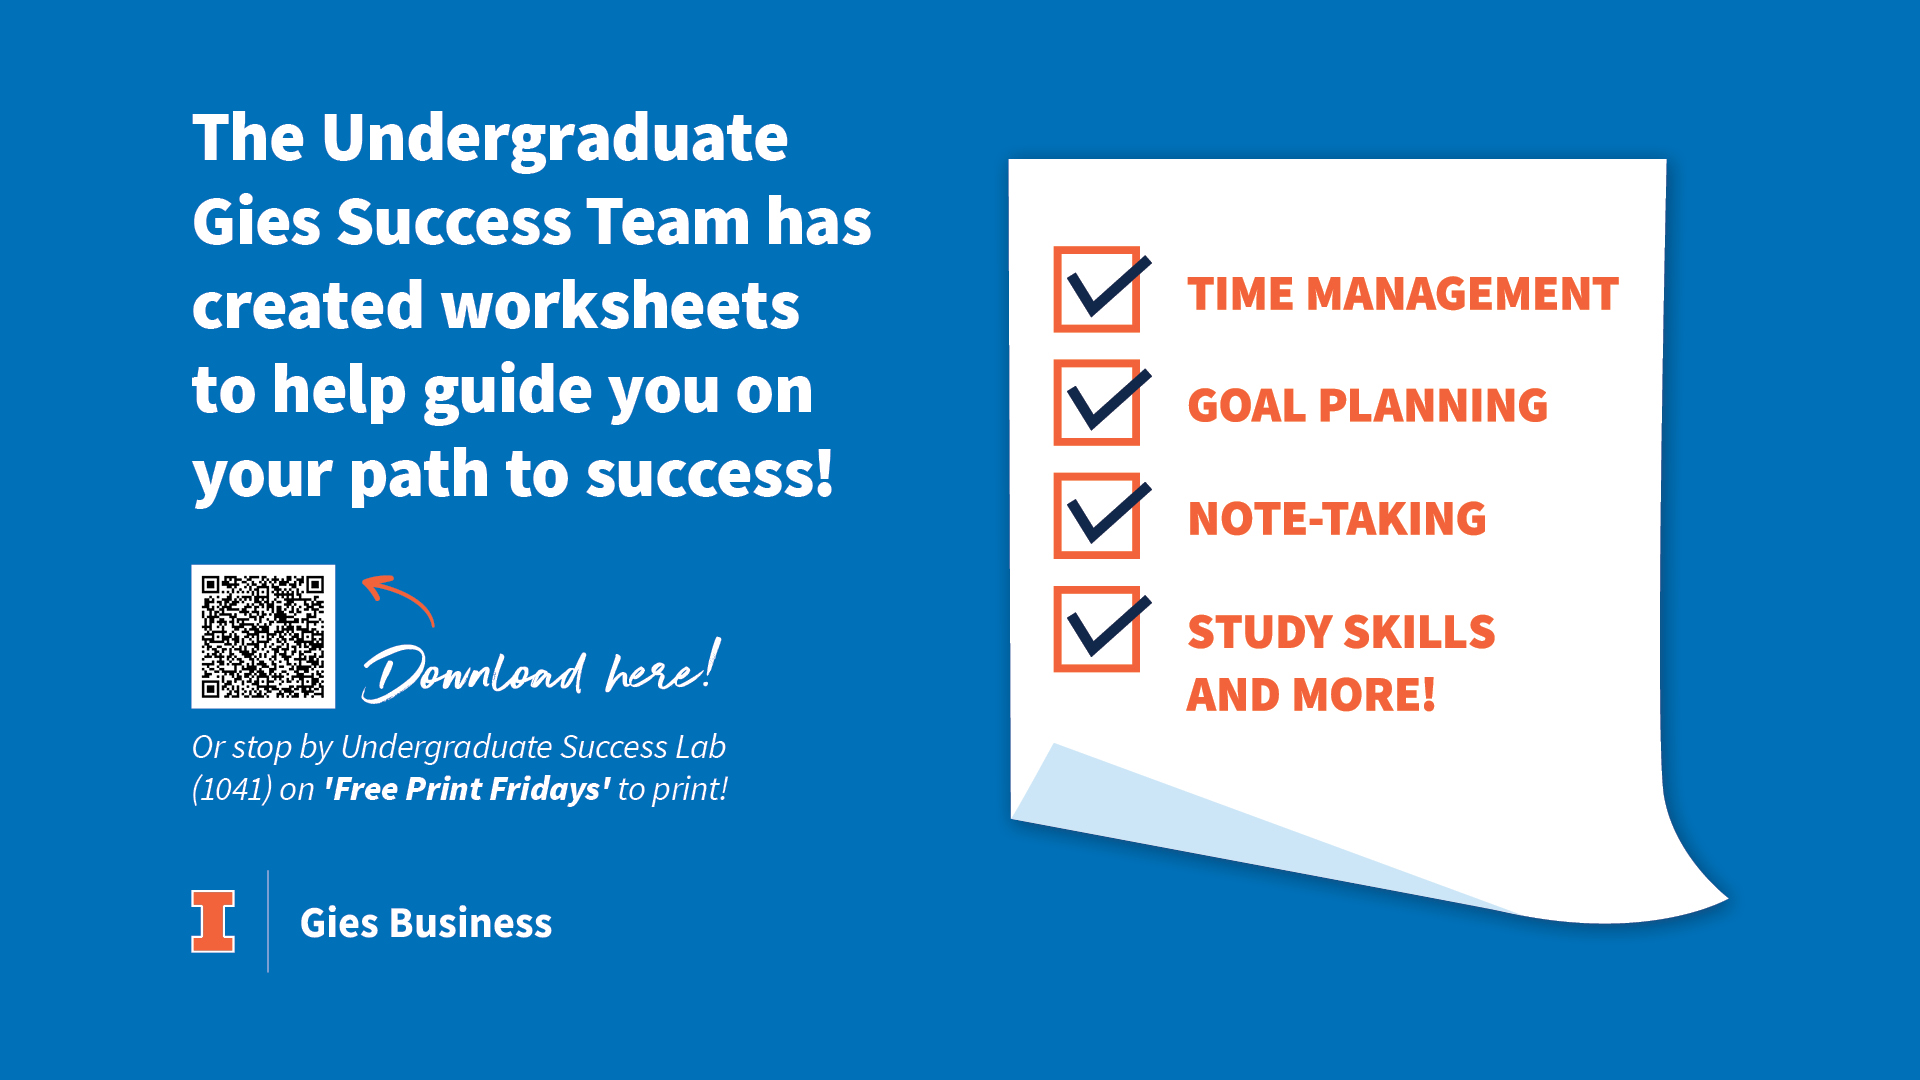 The Undergraduate
Gies Success Team has
created worksheets
to help guide you on
your path to success!
Download here!
Or stop by Undergraduate Success Lab
(1041) on 'Free Print Fridays' to print!
I
Gies Business
TIME MANAGEMENT
GOAL PLANNING
NOTE-TAKING
STUDY SKILLS
AND MORE!